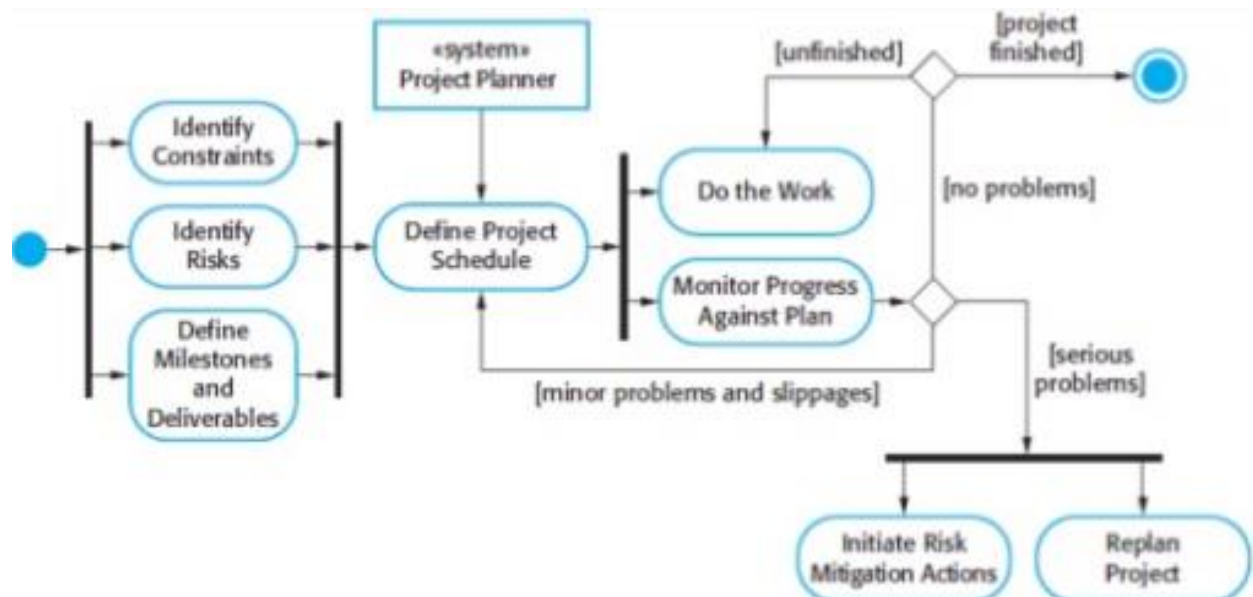 «system»
Project Planner
[unfinished]
[project
finished]
Identify
Constraints
Identify
Risks
Define
Milestones
and
Deliverables
Define Project
Schedule
Do the Work
Monitor Progress
Against Plan
[no problems]
[minor problems and slippages]
[serious
problems]
Initiate Risk
Mitigation Actions
Replan
Project